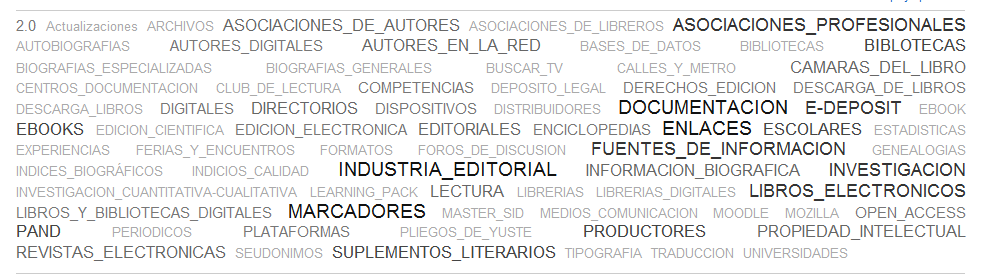 2.0 Actualizaciones ARCHIVOS ASOCIACIONES_DE_AUTORES ASOCIACIONES_DE_LIBREROS ASOCIACIONES_PROFESIONALES
AUTOBIOGRAFIAS AUTORES_DIGITALES AUTORES_EN_LA_RED BASES_DE_DATOS BIBLIOTECAS BIBLOTECAS
BIOGRAFIAS_ESPECIALIZADAS BIOGRAFIAS_GENERALES BUSCAR_TV CALLES_Y_METRO CAMARAS_DEL_LIBRO
CENTROS_DOCUMENTACION CLUB_DE_LECTURA COMPETENCIAS DEPOSITO_LEGAL DERECHOS_EDICION DESCARGA_DE_LIBROS
DESCARGA_LIBROS DIGITALES DIRECTORIOS DISPOSITIVOS DISTRIBUIDORES DOCUMENTACION E-DEPOSIT EBOOK
EBOOKS EDICION_CIENTIFICA EDICION_ELECTRONICA EDITORIALES ENCICLOPEDIAS ENLACES ESCOLARES ESTADISTICAS
EXPERIENCIAS FERIAS_Y_ENCUENTROS FORMATOS FOROS_DE_DISCUSION FUENTES_DE_INFORMACION GENEALOGIAS
INDICES_BIOGRÁFICOS INDICIOS_CALIDAD INDUSTRIA_EDITORIAL INFORMACION_BIOGRAFICA INVESTIGACION
INVESTIGACION_CUANTITATIVA-CUALITATIVA LEARNING_PACK LECTURA LIBRERIAS LIBRERIAS_DIGITALES LIBROS_ELECTRONICOS
LIBROS_Y_BIBLIOTECAS_DIGITALES MARCADORES MASTER_SID MEDIOS_COMUNICACION MOODLE MOZILLA OPEN_ACCESS
PAND PERIODICOS PLATAFORMAS PLIEGOS_DE_YUSTE PRODUCTORES PROPIEDAD_INTELECTUAL
REVISTAS_ELECTRONICAS SEUDONIMOS SUPLEMENTOS_LITERARIOS TIPOGRAFIA TRADUCCION UNIVERSIDADES